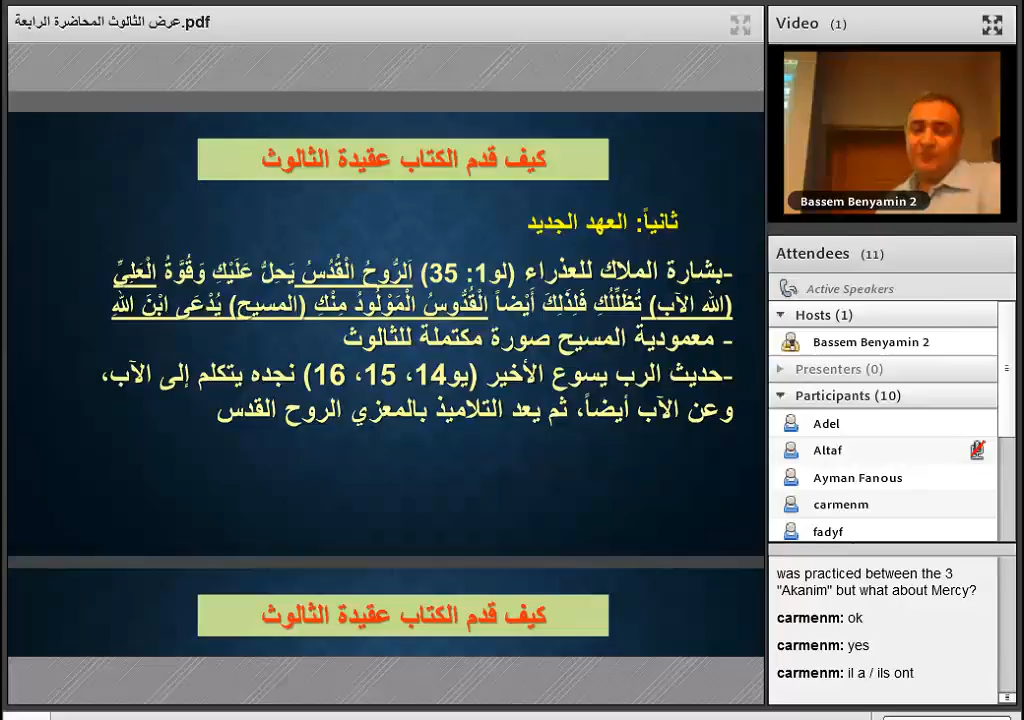 عرض الثالوث المحاضرة الرابعة.pdf
كيف قدم الكتاب عقيدة الثالوث
ثانياً: العهد الجديد
-بشارة الملاك للعذراء (لو1: 35) اَلرُّوحُ الْقُدُسُ يَحِلُّ عَلَيْكِ وَقُوَّةُ الْعَلِيِّ
(الله الآب) تُظَلِّلُكِ فَلِذَلِكَ أَيْضاً الْقُدُّوسُ الْمَوْلُودُ مِنْكِ (المسيح) يُدْعَى ابْنَ اللهِ
- معمودية المسيح صورة مكتملة للثالوث
-حديث الرب يسوع الأخير (يو14، 15، 16) نجده يتكلم إلى الآب،
وعن الآب أيضاً، ثم يعد التلاميذ بالمعزي الروح القدس
كيف قدم الكتاب عقيدة الثالوث
Video (1)
Bassem Benyamin 2
Attendees (11)
Active Speakers
Hosts (1)
Bassem Benyamin 2
Presenters (0)
Participants (10)
Adel
Altaf
Ayman Fanous
carmenm
fadyf
was practiced between the 3
"Akanim" but what about Mercy?
carmenm: ok
carmenm: yes
carmenm: il a / ils ont